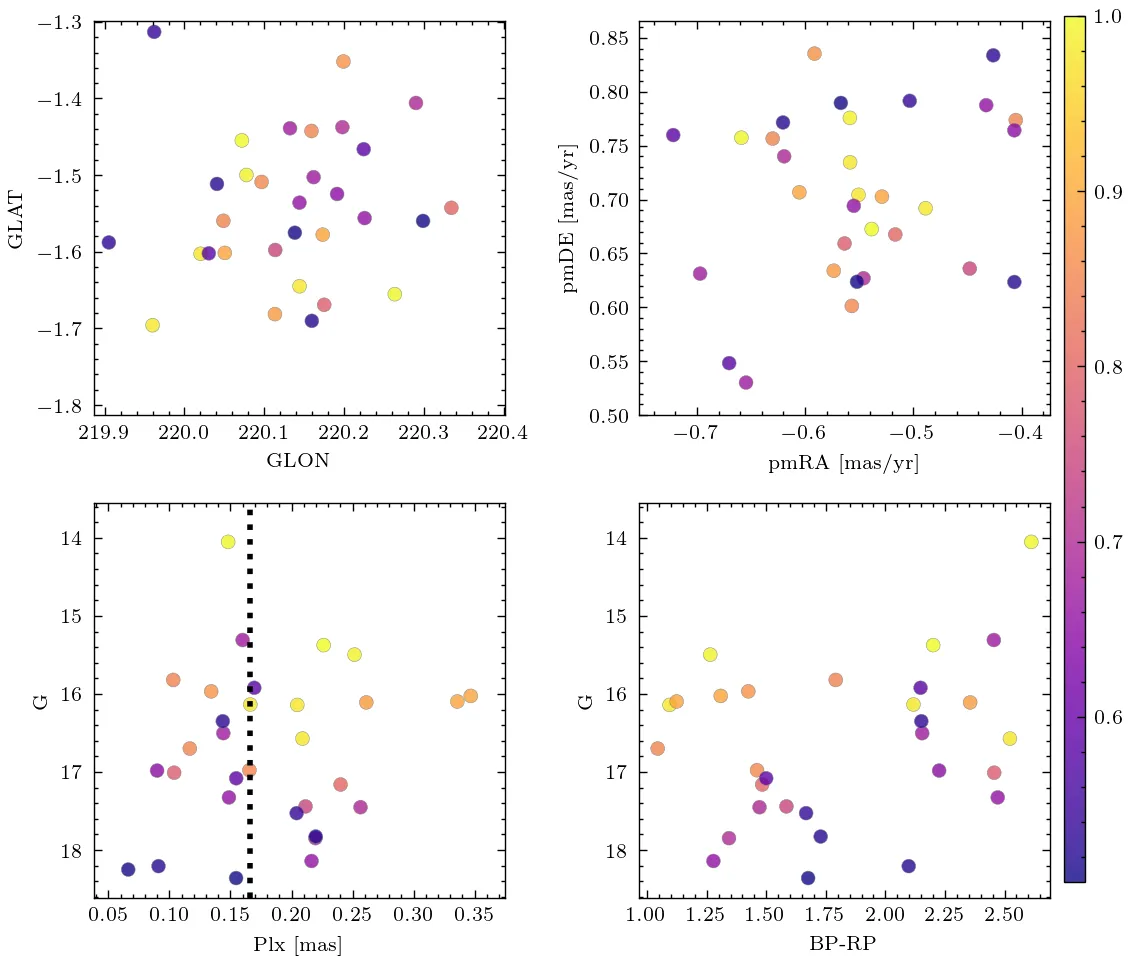 −1.3
−1.4
−1.5
−1.6
−1.7
−1.8
GLAT
219.9 220.0 220.1 220.2 220.3 220.4
GLON
0.85
0.80
0.75
0.70
0.65
0.60
0.55
0.50
pmDE [mas/yr]
−0.7 −0.6 −0.5 −0.4
pmRA [mas/yr]
1.0
0.9
0.8
0.7
0.6
14
15
16
17
18
G
0.05 0.10 0.15 0.20 0.25 0.30 0.35
Plx [mas]
14
15
16
17
18
G
1.00 1.25 1.50 1.75 2.00 2.25 2.50
BP-RP